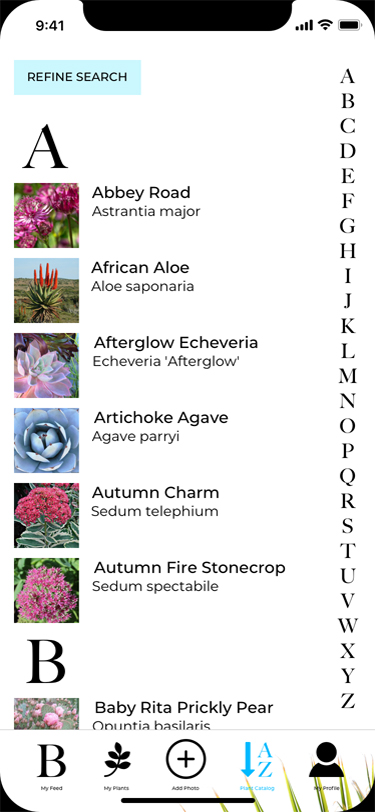 9:41
REFINE SEARCH
A
Abbey Road
Astrantia major
African Aloe
Aloe saponaria
Afterglow Echeveria
Echeveria 'Afterglow'
Artichoke Agave
Agave parryi
Autumn Charm
Sedum telephium
Autumn Fire Stonecrop
Sedum spectabile
B
Baby Rita Prickly Pear
Opuntia basilaris
A
B
C
D
E
F
G
H
I
J
K
L
M
N
O
P
Q
R
S
T
U
V
W
X
Y
Z
B
My Feed
My Plants
Add Photo
A
Z
Plant Catalog
My Profile